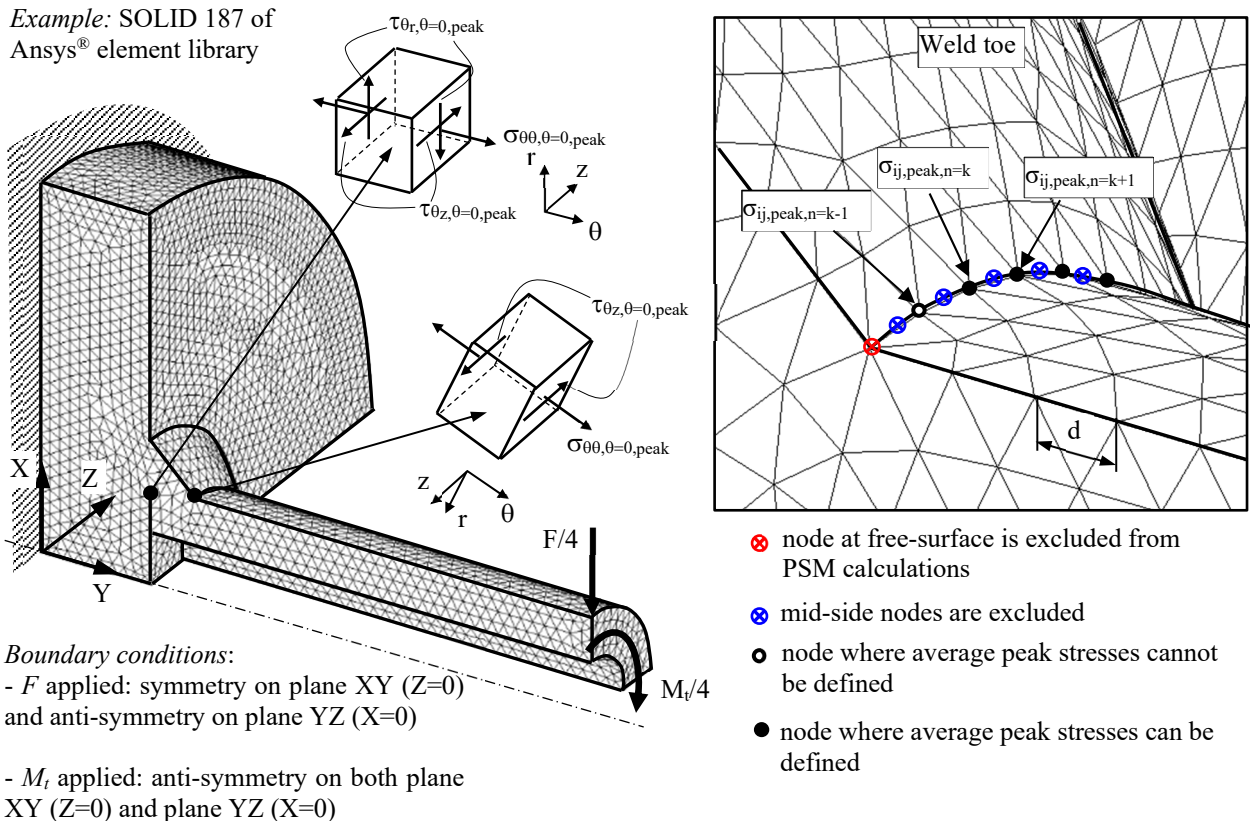 Example: SOLID 187 of
Ansys® element library
τθr,θ=0,peak
σθθ,θ=0,peak
r
z
θ
τθz,θ=0,peak
τθz,θ=0,peak
σθθ,θ=0,peak
z
r
θ
X
Z
Y
F/4
Mt/4
Boundary conditions:
- F applied: symmetry on plane XY (Z=0)
and anti-symmetry on plane YZ (X=0)
- Mt applied: anti-symmetry on both plane
XY (Z=0) and plane YZ (X=0)
Weld toe
σij,peak,n=k
σij,peak,n=k+1
σij,peak,n=k-1
d
node at free-surface is excluded from
PSM calculations
mid-side nodes are excluded
node where average peak stresses cannot
be defined
node where average peak stresses can be
defined